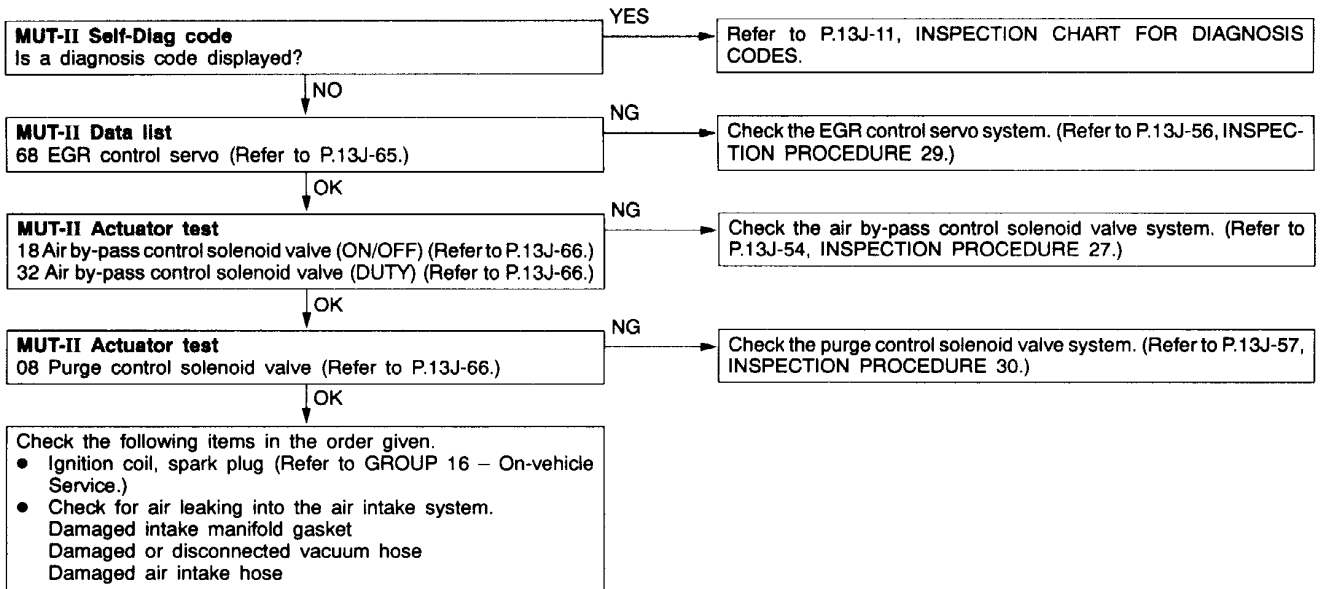 MUT-II Self-Diag code
Is a diagnosis code displayed?
YES
Refer to P.13J-11, INSPECTION CHART FOR DIAGNOSIS
CODES.
NO
MUT-II Data list
68 EGR control servo (Refer to P.13J-65.)
NG
Check the EGR control servo system. (Refer to P.13J-56, INSPEC-
TION PROCEDURE 29.)
OK
MUT-II Actuator test
18 Air by-pass control solenoid valve (ON/OFF) (Refer to P.13J-66.)
32 Air by-pass control solenoid valve (DUTY) (Refer to P.13J-66.)
NG
Check the air by-pass control solenoid valve system. (Refer to
P.13J-54, INSPECTION PROCEDURE 27.)
OK
MUT-II Actuator test
08 Purge control solenoid valve (Refer to P.13J-66.)
NG
Check the purge control solenoid valve system. (Refer to P.13J-57,
INSPECTION PROCEDURE 30.)
OK
Check the following items in the order given.
● Ignition coil, spark plug (Refer to GROUP 16 – On-vehicle
Service.)
● Check for air leaking into the air intake system.
Damaged intake manifold gasket
Damaged or disconnected vacuum hose
Damaged air intake hose